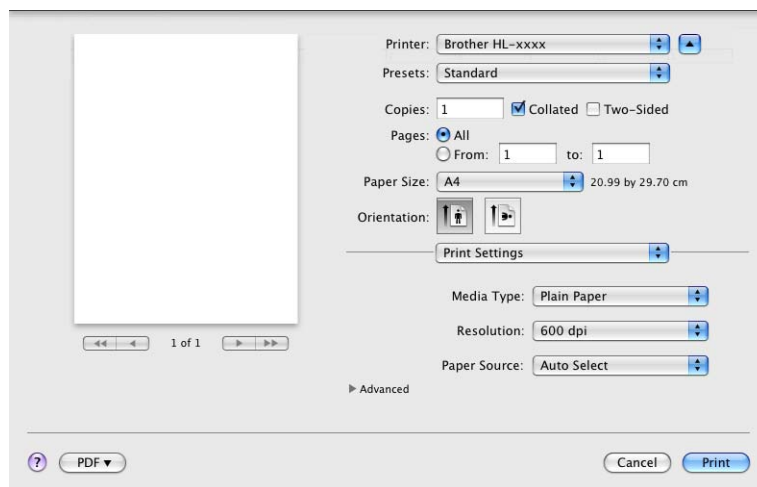 Printer: Brother HL-xxxx
Presets: Standard
Copies: 1 Collated Two-Sided
Pages: All
From: 1 to: 1
Paper Size: A4 20.99 by 29.70 cm
Orientation:
Print Settings
Media Type: Plain Paper
Resolution: 600 dpi
Paper Source: Auto Select
Advanced
1 of 1
? PDF Cancel Print